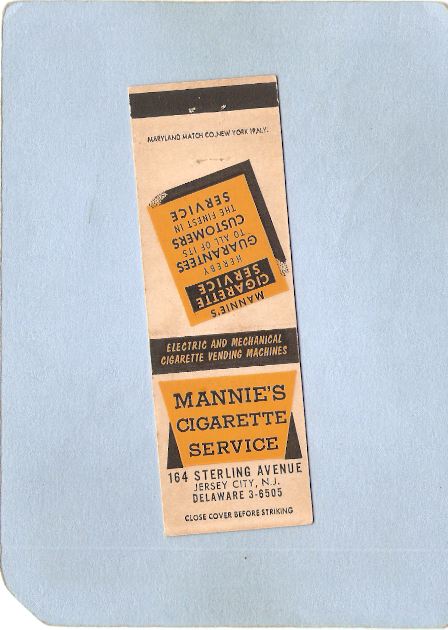 MARYLAND MATCH CO., NEW YORK 19, N.Y.
MANNIE'S
CIGARETTE
SERVICE
HEREBY
GUARANTEES
TO ALL OF ITS
CUSTOMERS
THE FINEST IN
SERVICE
ELECTRIC AND MECHANICAL
CIGARETTE VENDING MACHINES
MANNIE'S
CIGARETTE
SERVICE
164 STERLING AVENUE
JERSEY CITY, N.J.
DELAWARE 3-6505
CLOSE COVER BEFORE STRIKING